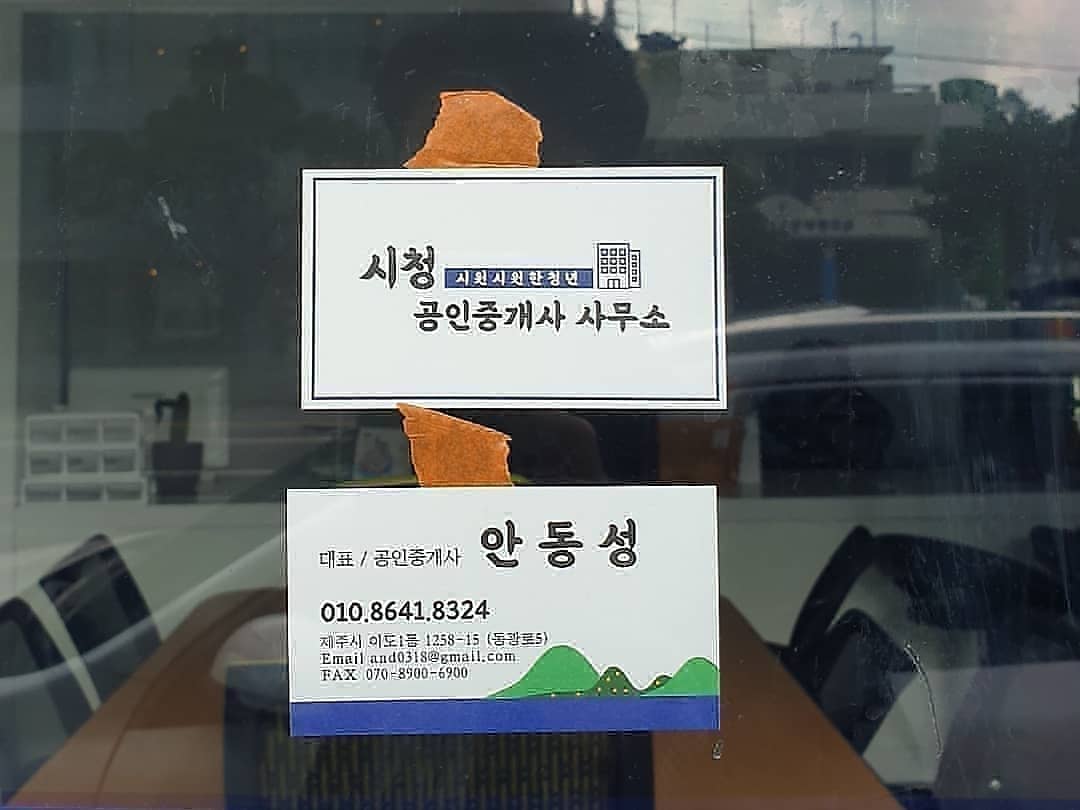 시청 시원시원한청년
공인중개사 사무소
대표 / 공인중개사 안동성
010.8641.8324
제주시 이도1동 1258-15 (동광로5)
Email and0318@gmail.com
FAX 070-8900-6900